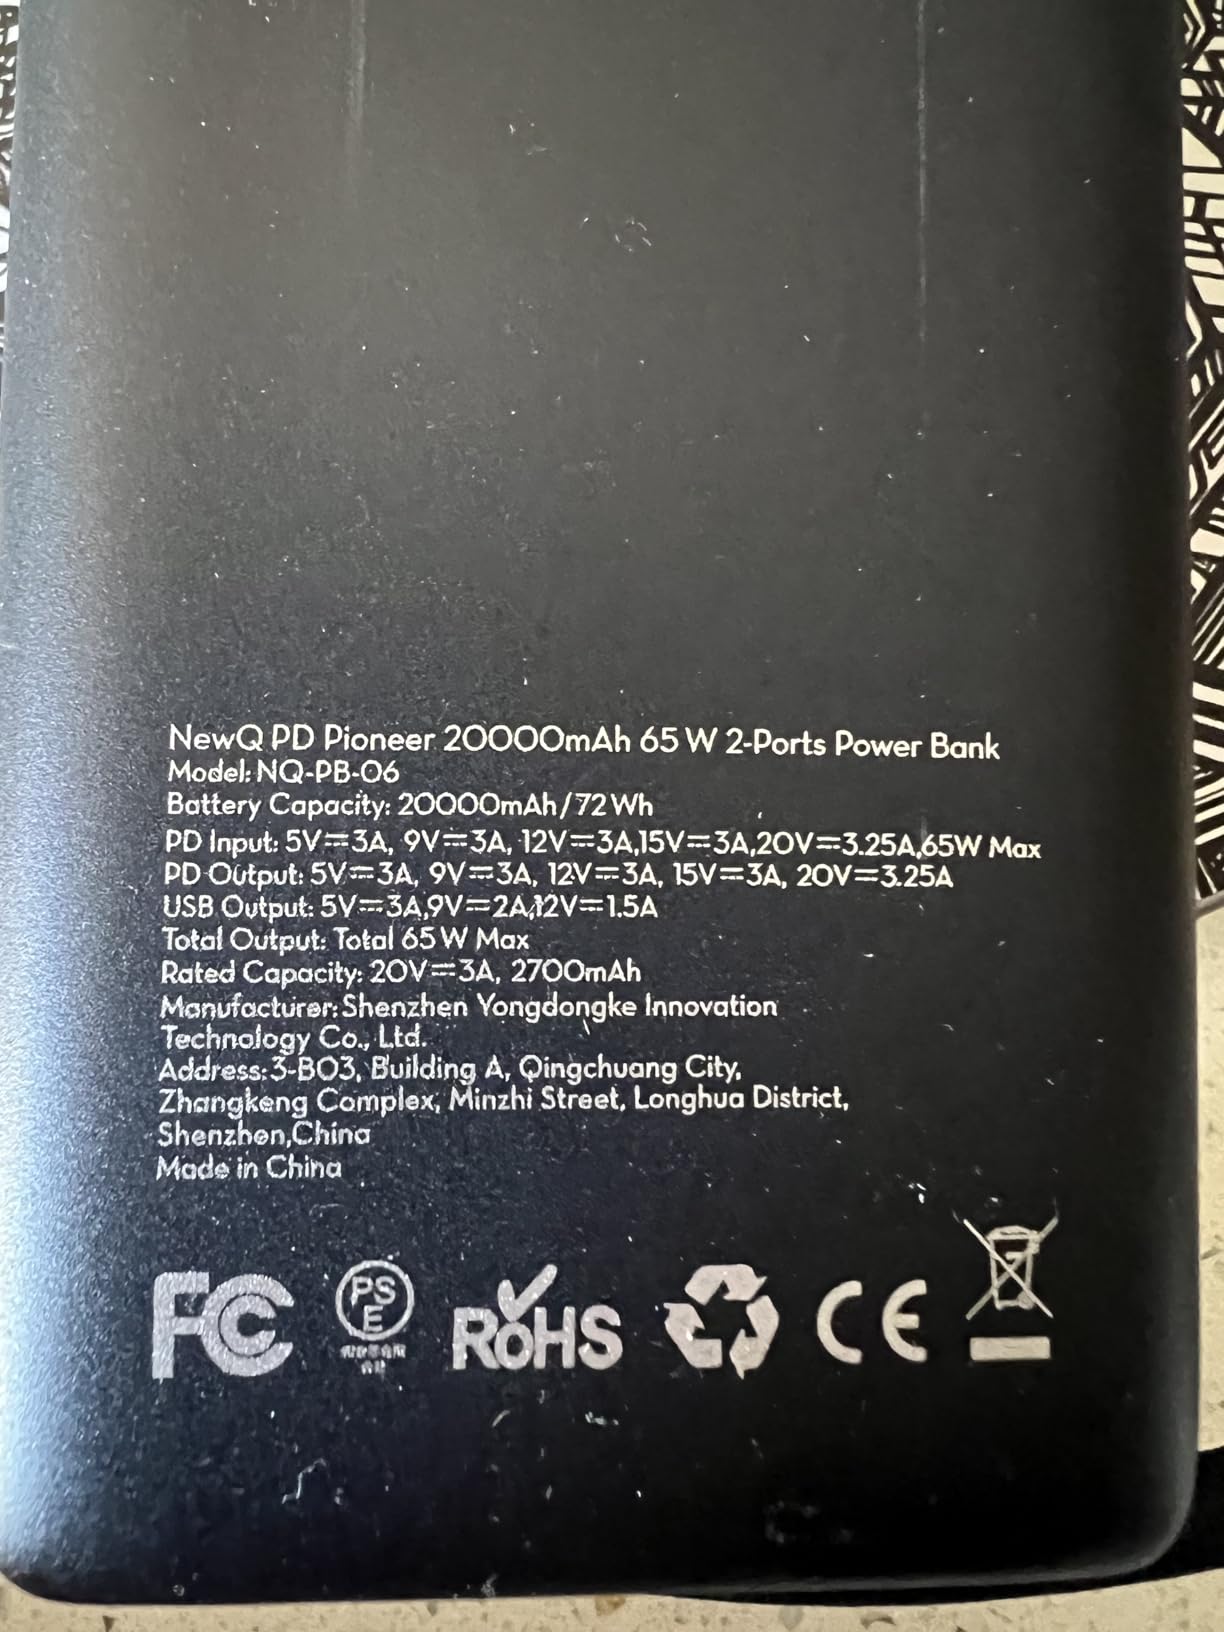 NewQ PD Pioneer 20000mAh 65W 2-Ports Power Bank
Model: NQ-PB-06
Battery Capacity: 20000mAh/72Wh
PD Input: 5V⎓3A, 9V⎓3A, 12V⎓3A,15V⎓3A,20V⎓3.25A,65W Max
PD Output: 5V⎓3A, 9V⎓3A, 12V⎓3A, 15V⎓3A, 20V⎓3.25A
USB Output: 5V⎓3A,9V⎓2A,12V⎓1.5A
Total Output: Total 65W Max
Rated Capacity: 20V⎓3A, 2700mAh
Manufacturer: Shenzhen Yongdongke Innovation
Technology Co., Ltd.
Address: 3-B03, Building A, Qingchuang City,
Zhangkeng Complex, Minzhi Street, Longhua District,
Shenzhen,China
Made in China
FC PS E RoHS CE